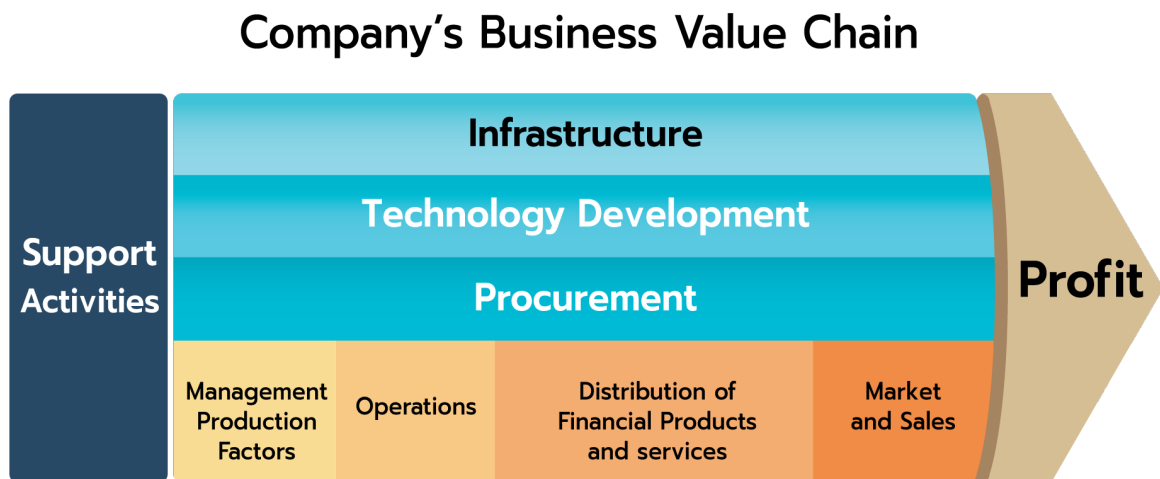 Company's Business Value Chain
Support
Activities
Infrastructure
Technology Development
Procurement
Management
Production
Factors
Operations
Distribution of
Financial Products
and services
Market
and Sales
Profit